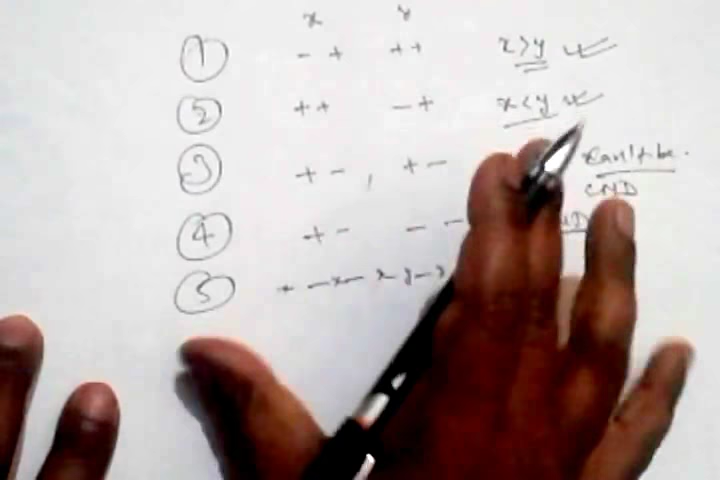 x y
① - + ++ x>y
② ++ -+ x<y
③ +- , +- can't be
CND
④ +- --
⑤